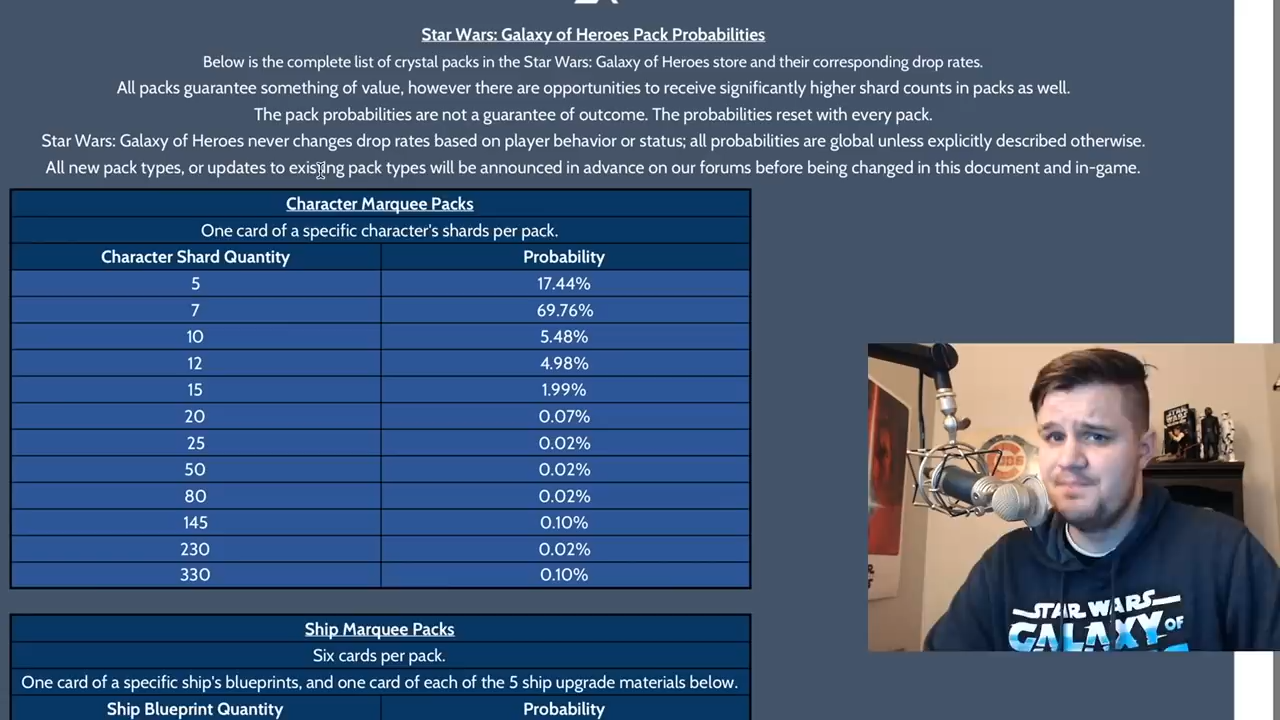 Star Wars: Galaxy of Heroes Pack Probabilities
Below is the complete list of crystal packs in the Star Wars: Galaxy of Heroes store and their corresponding drop rates.
All packs guarantee something of value, however there are opportunities to receive significantly higher shard counts in packs as well.
The pack probabilities are not a guarantee of outcome. The probabilities reset with every pack.
Star Wars: Galaxy of Heroes never changes drop rates based on player behavior or status; all probabilities are global unless explicitly described otherwise.
All new pack types, or updates to existing pack types will be announced in advance on our forums before being changed in this document and in-game.
Character Marquee Packs
One card of a specific character's shards per pack.
Character Shard Quantity Probability
5 17.44%
7 69.76%
10 5.48%
12 4.98%
15 1.99%
20 0.07%
25 0.02%
50 0.02%
80 0.02%
145 0.10%
230 0.02%
330 0.10%
Ship Marquee Packs
Six cards per pack.
One card of a specific ship's blueprints, and one card of each of the 5 ship upgrade materials below.
Ship Blueprint Quantity Probability
CUBS
STAR WARS
STAR WARS
GALAXY OF